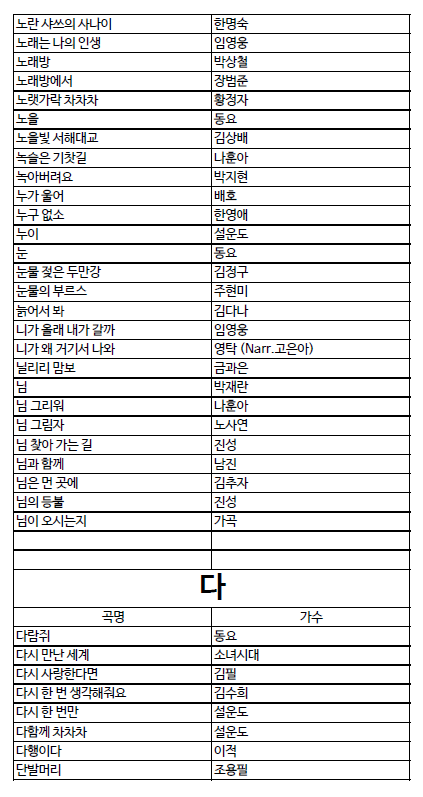 노란 샤쓰의 사나이 한명숙
노래는 나의 인생 임영웅
노래방 박상철
노래방에서 장범준
노랫가락 차차차 황정자
노을 동요
노을빛 서해대교 김상배
녹슬은 기찻길 나훈아
녹아버려요 박지현
누가 울어 배호
누구 없소 한영애
누이 설운도
눈 동요
눈물 젖은 두만강 김정구
눈물의 부르스 주현미
늙어서 봐 김다나
니가 올래 내가 갈까 임영웅
니가 왜 거기서 나와 영탁 (Narr.고은아)
닐리리 맘보 금과은
님 박재란
님 그리워 나훈아
님 그림자 노사연
님 찾아 가는 길 진성
님과 함께 남진
님은 먼 곳에 김추자
님의 등불 진성
님이 오시는지 가곡
다
곡명 가수
다람쥐 동요
다시 만난 세계 소녀시대
다시 사랑한다면 김필
다시 한 번 생각해줘요 김수희
다시 한 번만 설운도
다함께 차차차 설운도
다행이다 이적
단발머리 조용필